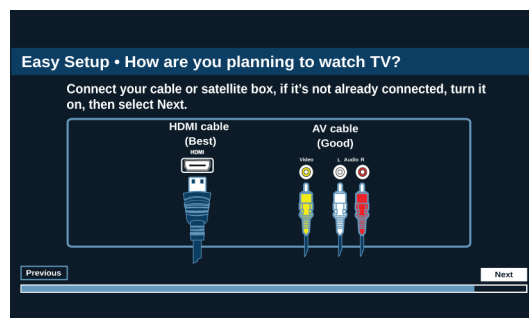 Easy Setup • How are you planning to watch TV?
Connect your cable or satellite box, if it's not already connected, turn it
on, then select Next.
HDMI cable
(Best)
HDMI
AV cable
(Good)
Video
L Audio R
Previous
Next